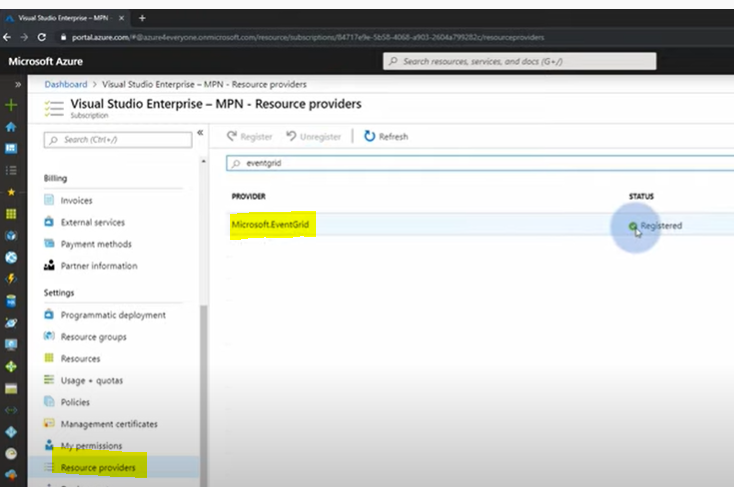 Visual Studio Enterprise – MPN
portal.azure.com/#@azure4everyone.onmicrosoft.com/resource/subscriptions/84717e9e-5b58-4068-a903-2604a799282c/resourceproviders
Microsoft Azure
Search resources, services, and docs (G+/)
Dashboard > Visual Studio Enterprise – MPN - Resource providers
Visual Studio Enterprise – MPN - Resource providers
Subscription
Search (Ctrl+/)
Register Unregister Refresh
eventgrid
Billing
Invoices
External services
Payment methods
Partner information
Settings
Programmatic deployment
Resource groups
Resources
Usage + quotas
Policies
Management certificates
My permissions
Resource providers
PROVIDER STATUS
Microsoft.EventGrid Registered